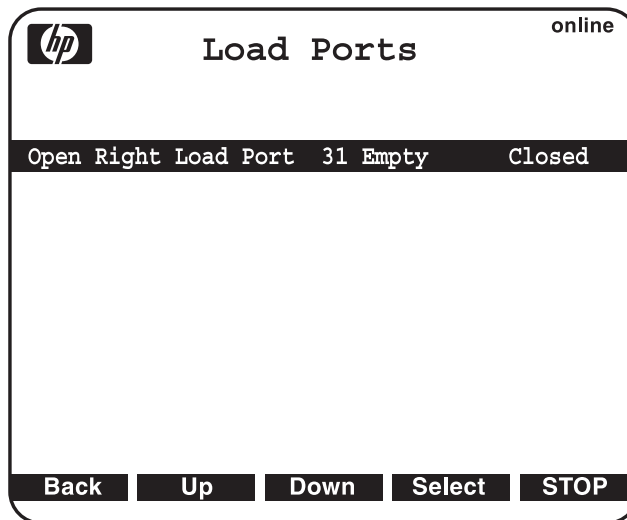 hp
online
Load Ports
Open Right Load Port 31 Empty Closed
Back Up Down Select STOP